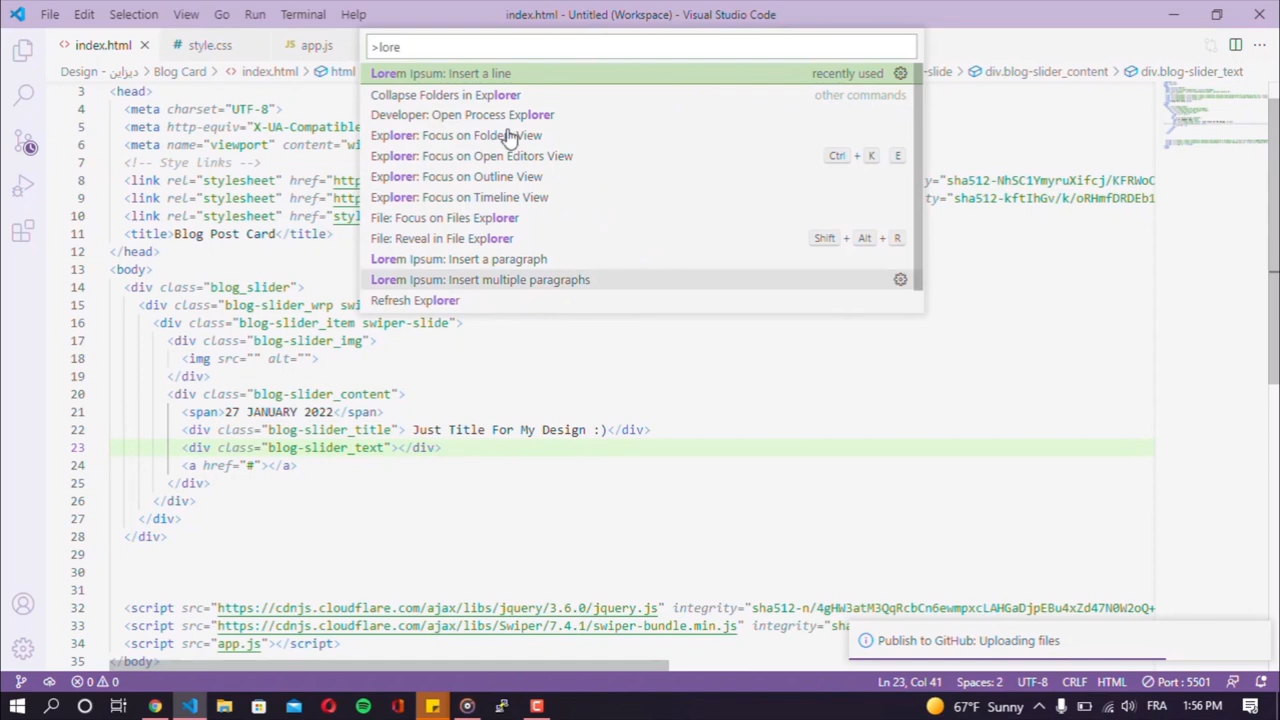 File Edit Selection View Go Run Terminal Help
index.html - Untitled (Workspace) - Visual Studio Code
index.html style.css app.js
>lore
Design - ديزاين > Blog Card > index.html > html
-slide > div.blog-slider_content > div.blog-slider_text
Lorem Ipsum: Insert a line recently used
Collapse Folders in Explorer other commands
Developer: Open Process Explorer
Explorer: Focus on Folders View
Explorer: Focus on Open Editors View Ctrl + K E
Explorer: Focus on Outline View
Explorer: Focus on Timeline View
File: Focus on Files Explorer
File: Reveal in File Explorer Shift + Alt + R
Lorem Ipsum: Insert a paragraph
Lorem Ipsum: Insert multiple paragraphs
Refresh Explorer
3 <head>
4 <meta charset="UTF-8">
5 <meta http-equiv="X-UA-Compatible
6 <meta name="viewport" content="wi
7 <!-- Stye links -->
8 <link rel="stylesheet" href="http y="sha512-NhSC1YmyruXifcj/KFRWoC
9 <link rel="stylesheet" href="http ty="sha512-kftIhGv/k/oRHmfDRDEb1
10 <link rel="stylesheet" href="style
11 <title>Blog Post Card</title>
12 </head>
13 <body>
14 <div class="blog_slider">
15 <div class="blog-slider_wrp swi
16 <div class="blog-slider_item swiper-slide">
17 <div class="blog-slider_img">
18 <img src="" alt="">
19 </div>
20 <div class="blog-slider_content">
21 <span>27 JANUARY 2022</span>
22 <div class="blog-slider_title"> Just Title For My Design :)</div>
23 <div class="blog-slider_text"></div>
24 <a href="#"></a>
25 </div>
26 </div>
27 </div>
28 </div>
29
30
31
32 <script src="https://cdnjs.cloudflare.com/ajax/libs/jquery/3.6.0/jquery.js" integrity="sha512-n/4gHW3atM3QqRcbCn6ewmpxcLAHGaDjpEBu4xZd47N0W2oQ+
33 <script src="https://cdnjs.cloudflare.com/ajax/libs/Swiper/7.4.1/swiper-bundle.min.js" integrity="sha
34 <script src="app.js"></script>
35 </body>
Publish to GitHub: Uploading files
0 0 Ln 23, Col 41 Spaces: 2 UTF-8 CRLF HTML Port : 5501
67°F Sunny FRA 1:56 PM